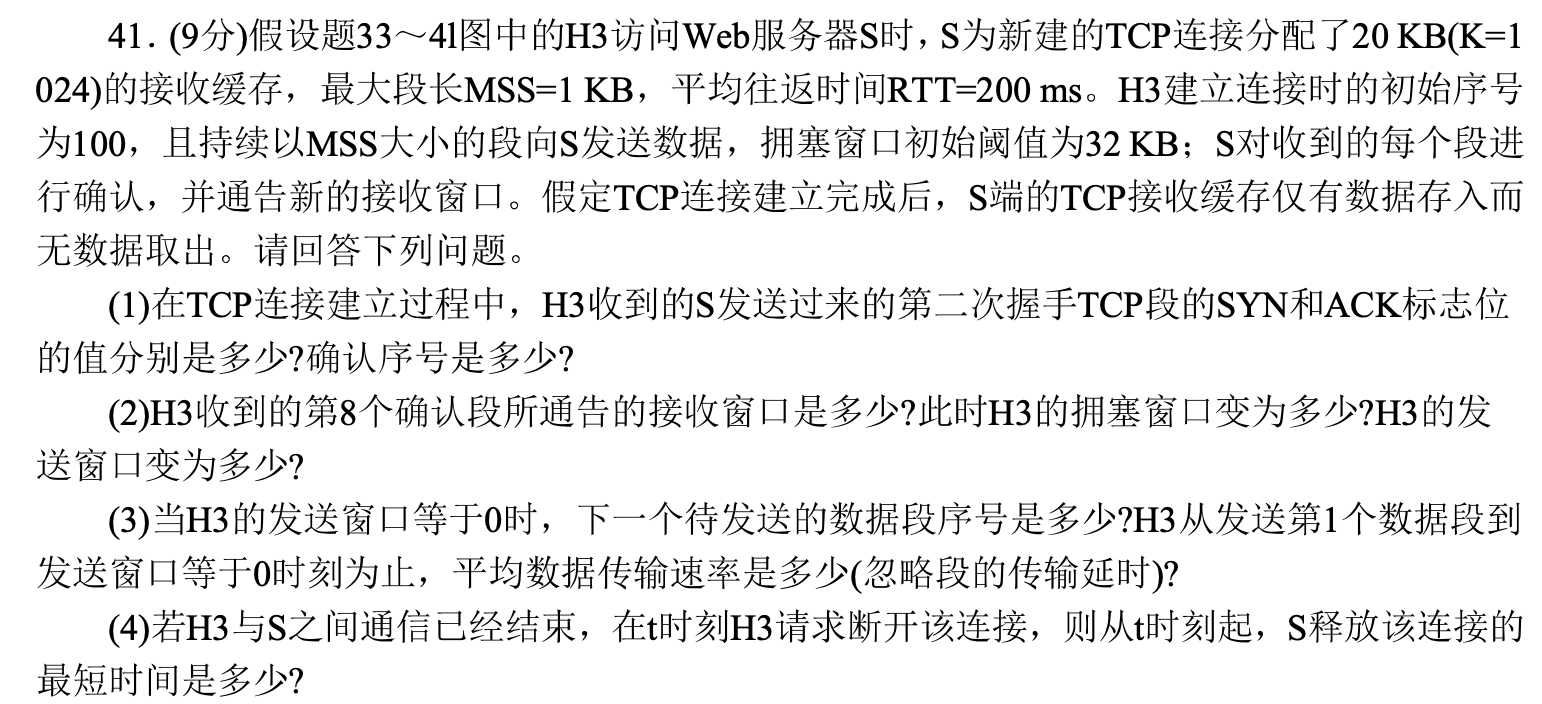 41. (9分)假设题33～4l图中的H3访问Web服务器S时，S为新建的TCP连接分配了20 KB(K=1
024)的接收缓存，最大段长MSS=1 KB，平均往返时间RTT=200 ms。H3建立连接时的初始序号
为100，且持续以MSS大小的段向S发送数据，拥塞窗口初始阈值为32 KB；S对收到的每个段进
行确认，并通告新的接收窗口。假定TCP连接建立完成后，S端的TCP接收缓存仅有数据存入而
无数据取出。请回答下列问题。
(1)在TCP连接建立过程中，H3收到的S发送过来的第二次握手TCP段的SYN和ACK标志位
的值分别是多少?确认序号是多少?
(2)H3收到的第8个确认段所通告的接收窗口是多少?此时H3的拥塞窗口变为多少?H3的发
送窗口变为多少?
(3)当H3的发送窗口等于0时，下一个待发送的数据段序号是多少?H3从发送第1个数据段到
发送窗口等于0时刻为止，平均数据传输速率是多少(忽略段的传输延时)?
(4)若H3与S之间通信已经结束，在t时刻H3请求断开该连接，则从t时刻起，S释放该连接的
最短时间是多少?